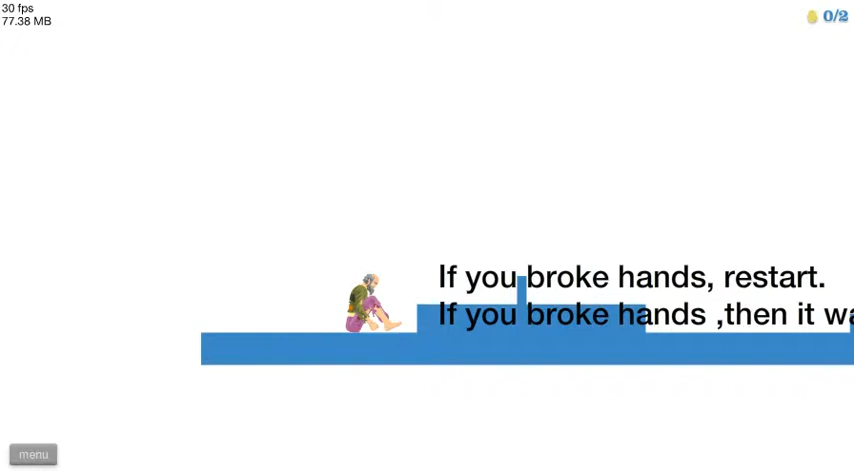 30 fps
77.38 MB
0/2
If you broke hands, restart.
If you broke hands ,then it
menu